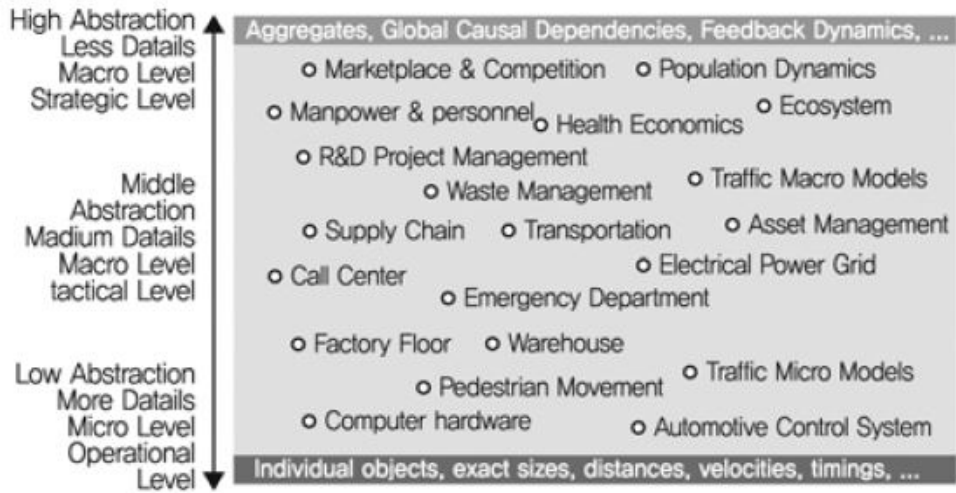 High Abstraction
Less Datails
Macro Level
Strategic Level
Middle
Abstraction
Madium Datails
Macro Level
tactical Level
Low Abstraction
More Datails
Micro Level
Operational
Level
Aggregates, Global Causal Dependencies, Feedback Dynamics, ...
Marketplace & Competition
Population Dynamics
Manpower & personnel
Ecosystem
Health Economics
R&D Project Management
Traffic Macro Models
Waste Management
Asset Management
Supply Chain
Transportation
Electrical Power Grid
Call Center
Emergency Department
Factory Floor
Warehouse
Traffic Micro Models
Pedestrian Movement
Computer hardware
Automotive Control System
Individual objects, exact sizes, distances, velocities, timings, ...